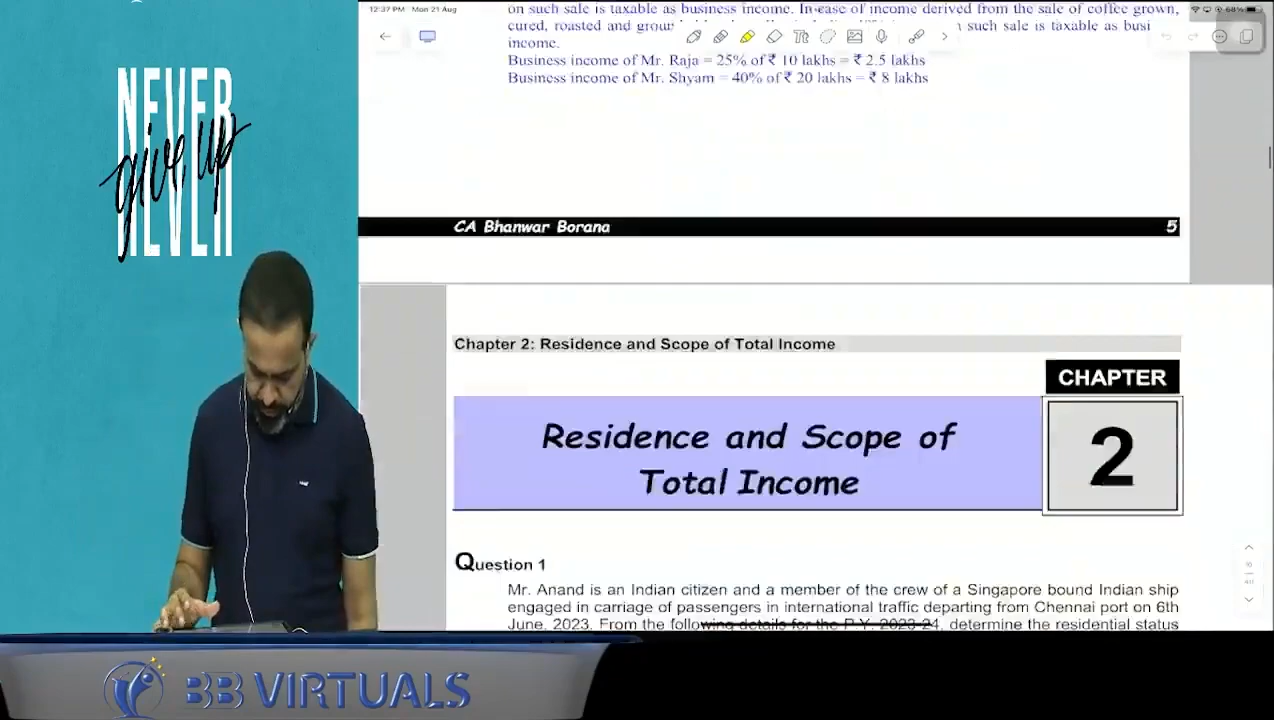 12:37 PM Mon 21 Aug
68%
on such sale is taxable as business income. In case of income derived from the sale of coffee grown,
cured, roasted and such sale is taxable as
income.
Business income of Mr. Raja = 25% of ₹ 10 lakhs = ₹ 2.5 lakhs
Business income of Mr. Shyam = 40% of ₹ 20 lakhs = ₹ 8 lakhs
NEVER
give up
NEVER
CA Bhanwar Borana 5
Chapter 2: Residence and Scope of Total Income
CHAPTER
2
Residence and Scope of
Total Income
Question 1
Mr. Anand is an Indian citizen and a member of the crew of a Singapore bound Indian ship
engaged in carriage of passengers in international traffic departing from Chennai port on 6th
June, 2023. From the following details for the P.Y. 2023-24, determine the residential status
BB VIRTUALS